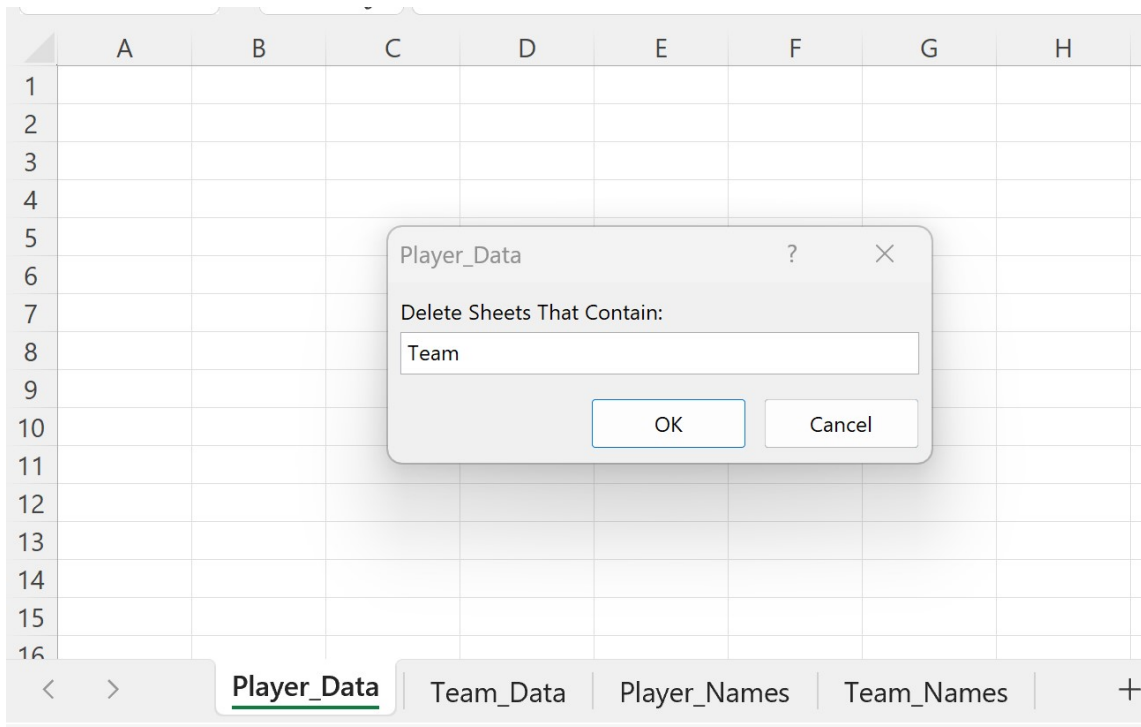 A B C D E F G H
1
2
3
4
5
6
7
8
9
10
11
12
13
14
15
16
Player_Data ?
Delete Sheets That Contain:
Team
OK Cancel
Player_Data Team_Data Player_Names Team_Names +